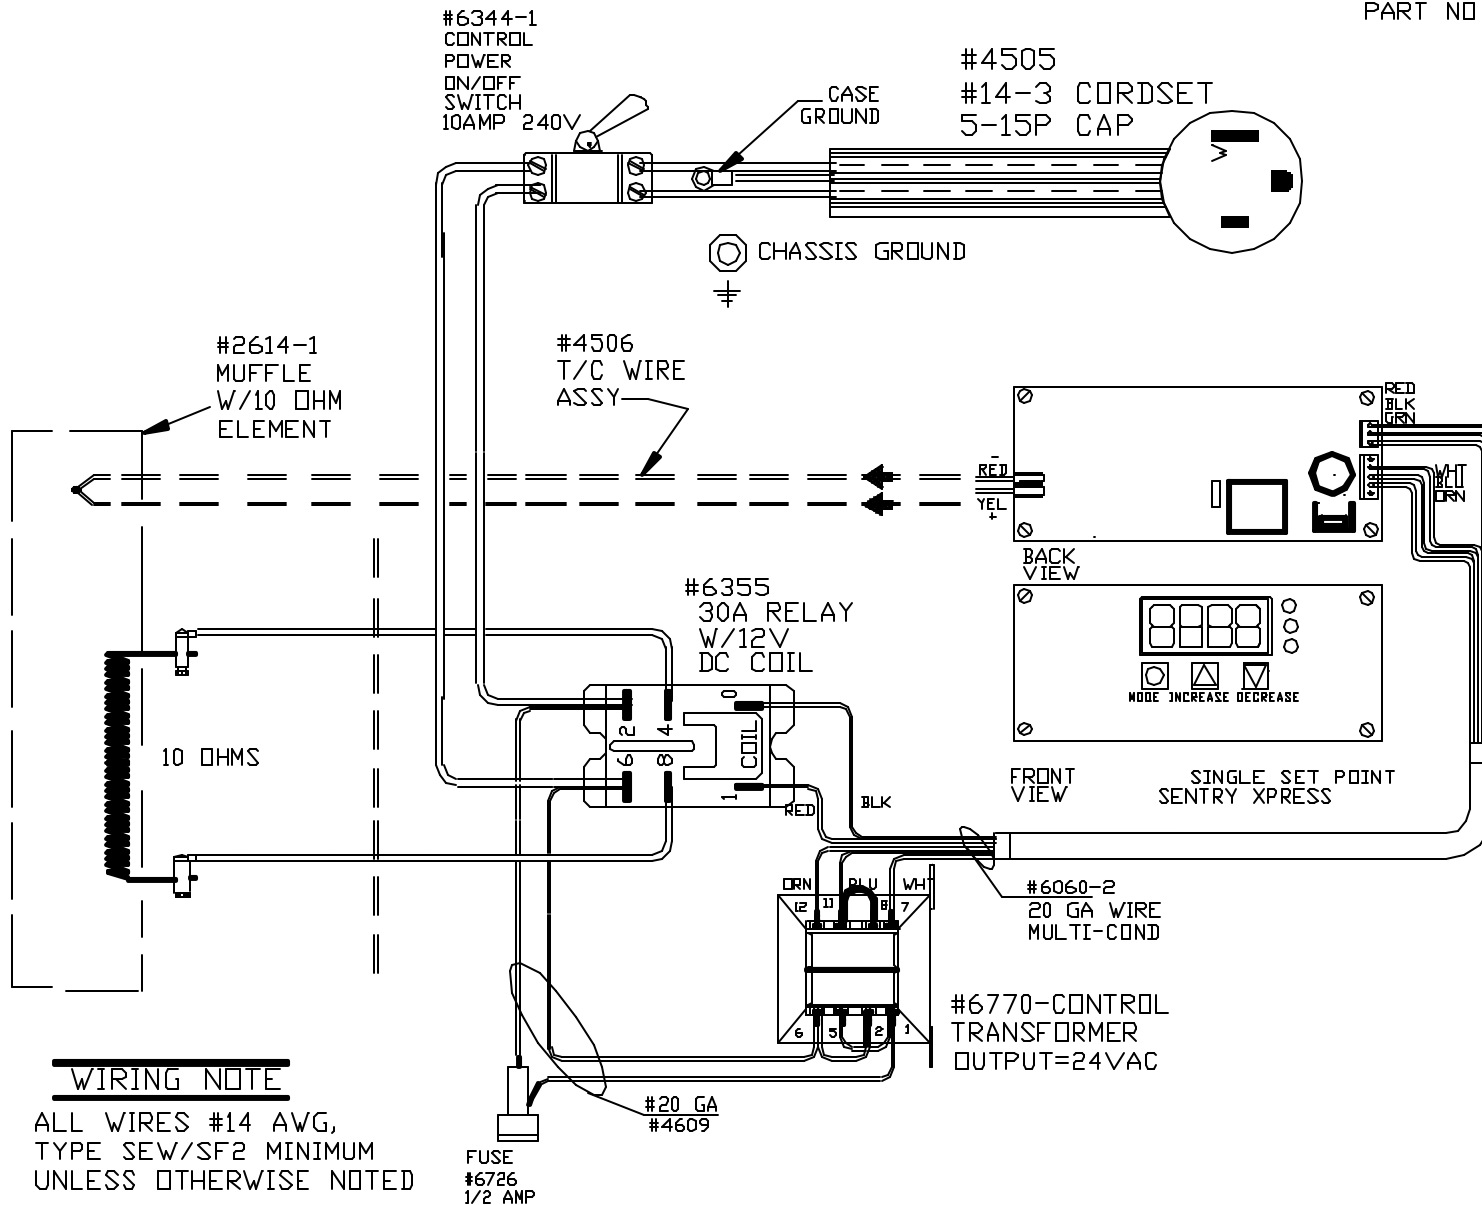 PART NO
#6344-1
CONTROL
POWER
ON/OFF
SWITCH
10AMP 240V
CASE
GROUND
#4505
#14-3 CORDSET
5-15P CAP
W
CHASSIS GROUND
#2614-1
MUFFLE
W/10 OHM
ELEMENT
#4506
T/C WIRE
ASSY
-
RED
YEL
+
RED
BLK
GRN
WHT
BLU
ORN
BACK
VIEW
#6355
30A RELAY
W/12V
DC COIL
MODE INCREASE DECREASE
0
2
4
COIL
6
8
1
10 OHMS
FRONT
VIEW
SINGLE SET POINT
SENTRY XPRESS
RED
BLK
ORN
BLU
WHT
12
11
8
7
#6060-2
20 GA WIRE
MULTI-COND
6
5
2
1
#6770-CONTROL
TRANSFORMER
OUTPUT=24VAC
WIRING NOTE
ALL WIRES #14 AWG,
TYPE SEW/SF2 MINIMUM
UNLESS OTHERWISE NOTED
#20 GA
#4609
FUSE
#6726
1/2 AMP